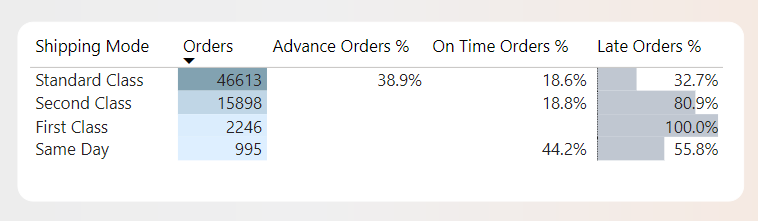 Shipping Mode Orders Advance Orders % On Time Orders % Late Orders %
Standard Class 46613 38.9% 18.6% 32.7%
Second Class 15898 18.8% 80.9%
First Class 2246 100.0%
Same Day 995 44.2% 55.8%